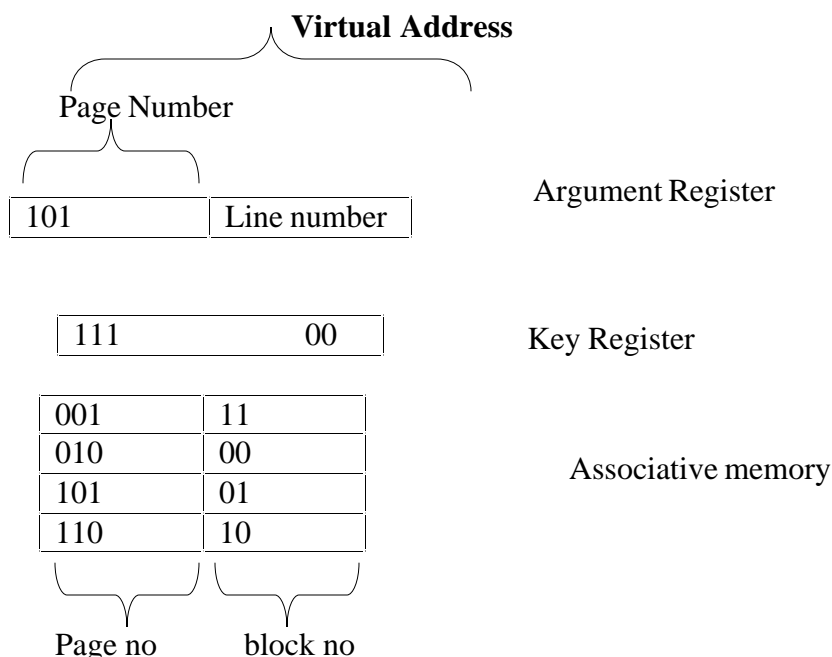 Virtual Address
Page Number
Argument Register
101 Line number
111 00 Key Register
001 11
010 00
Associative memory
101 01
110 10
Page no block no